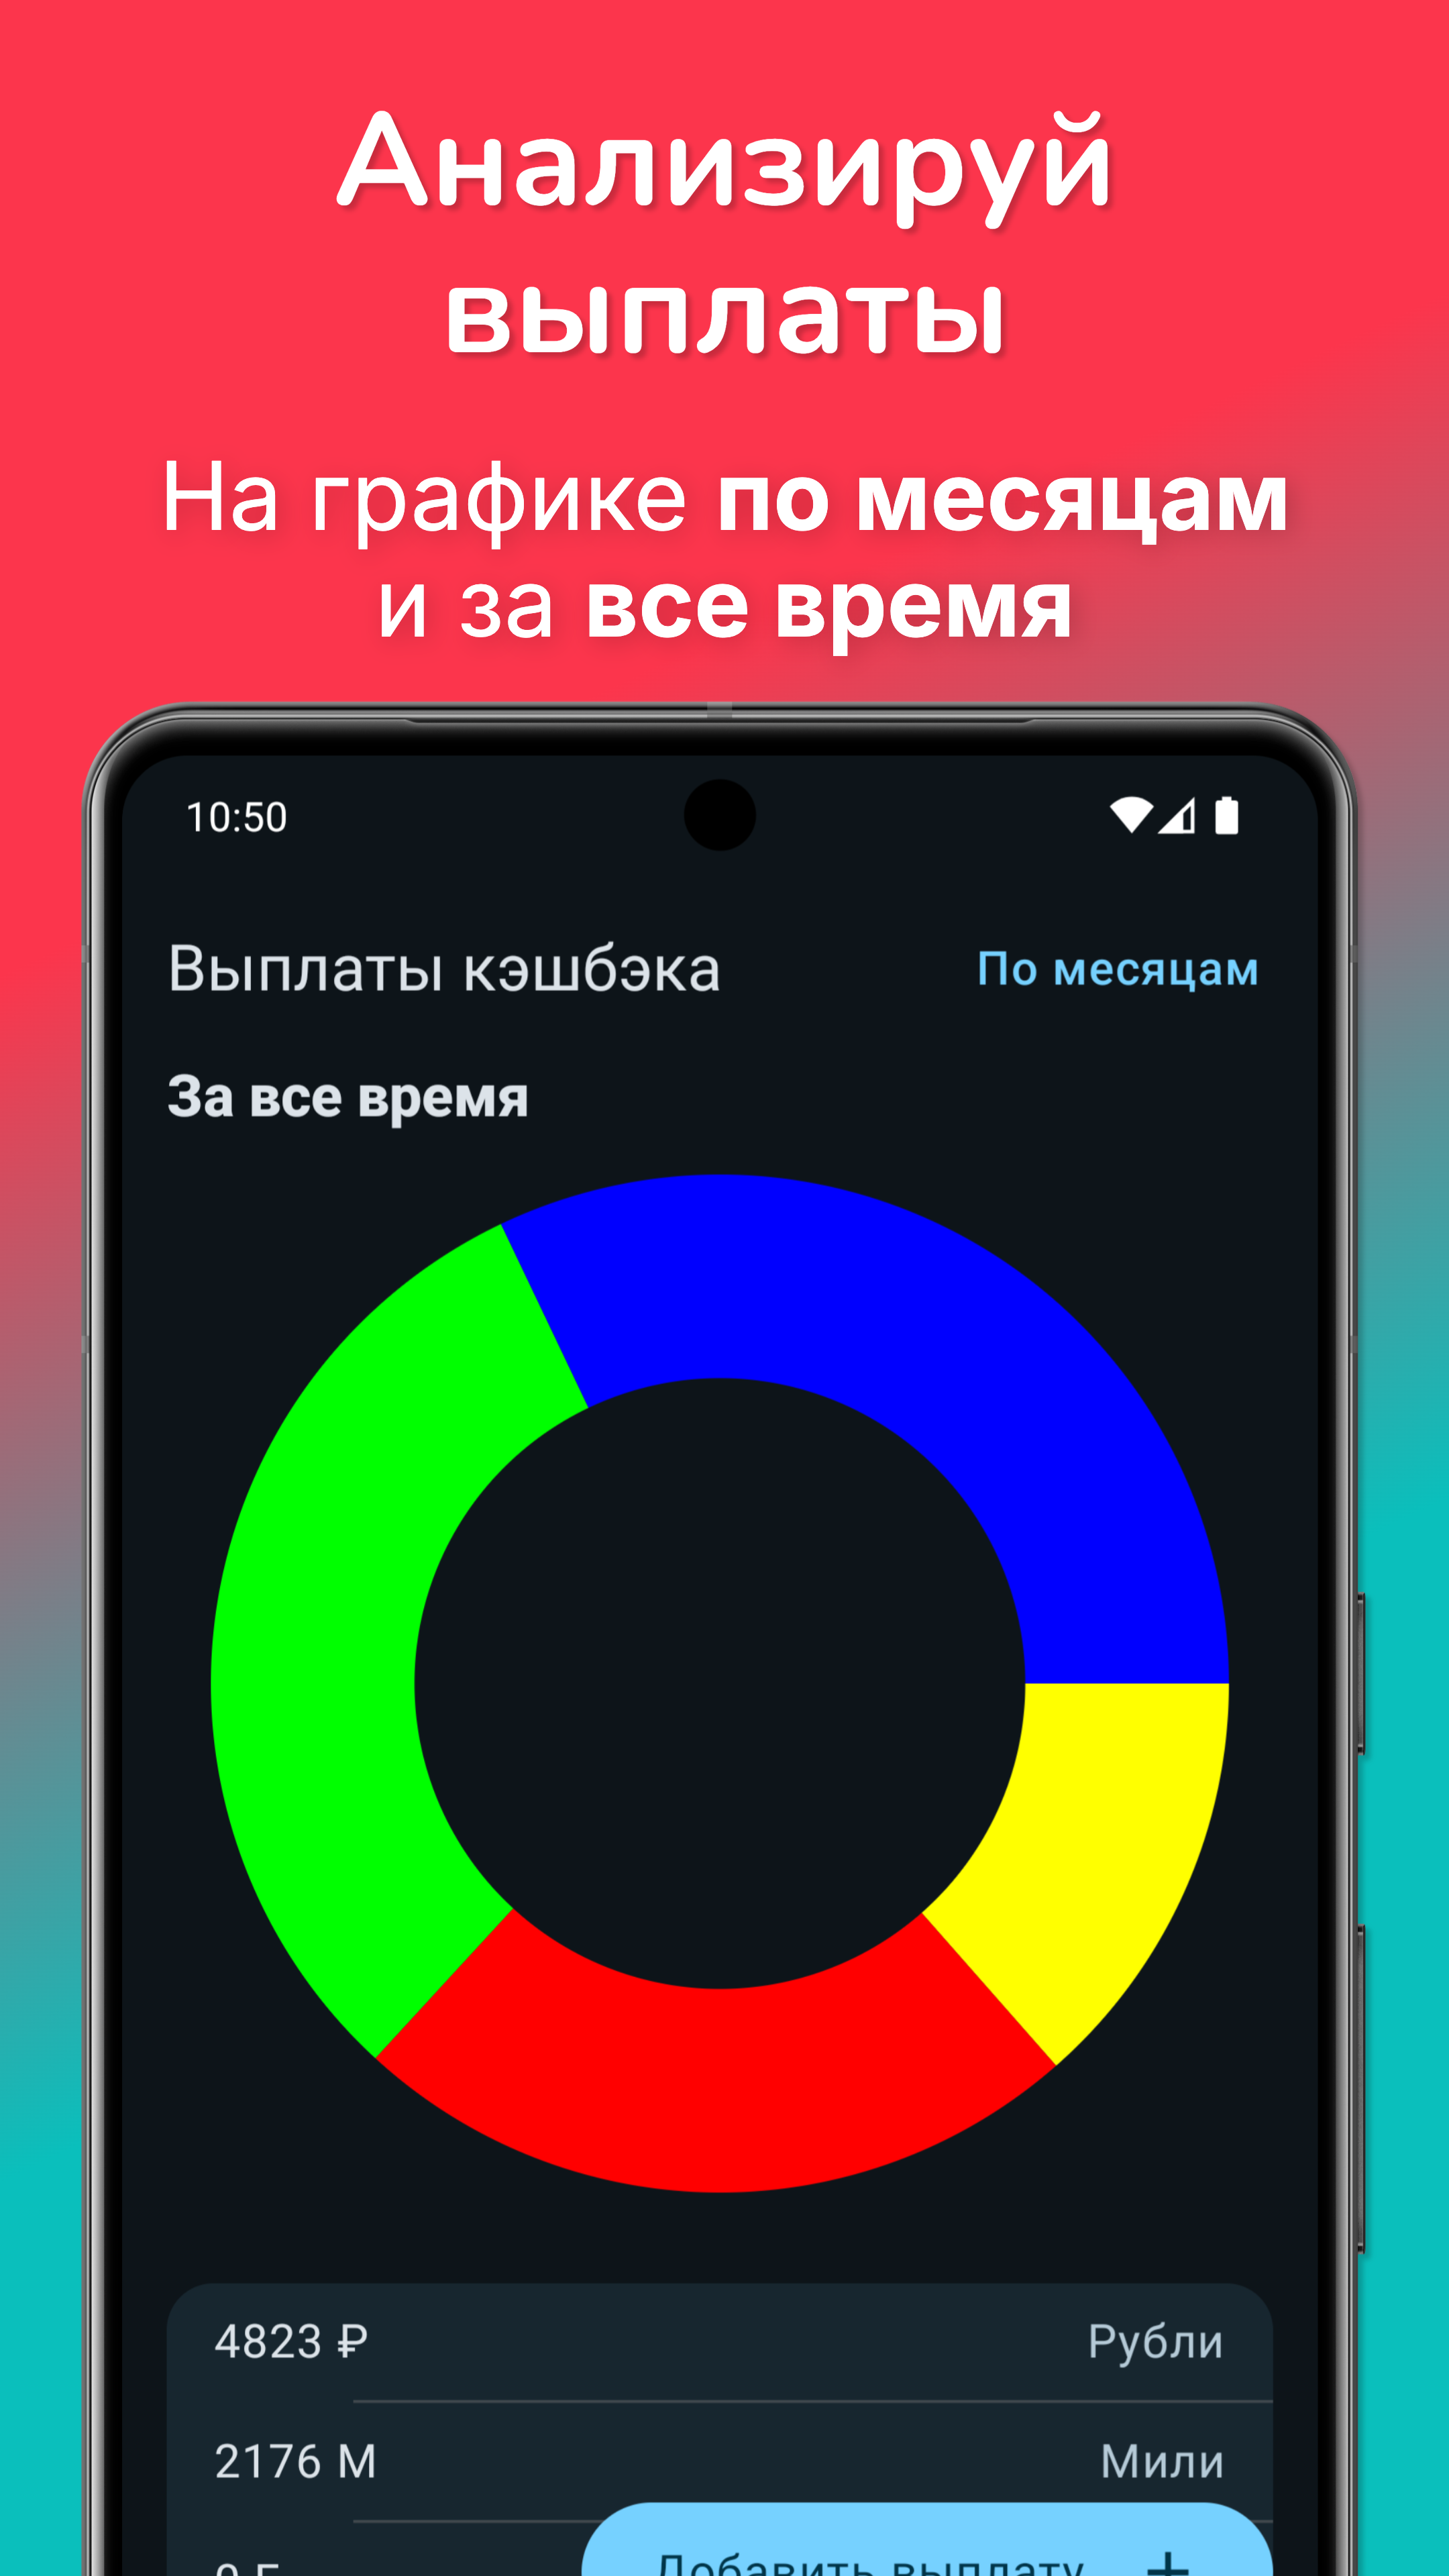 Анализируй
выплаты
На графике по месяцам
и за все время
10:50
Выплаты кэшбэка
По месяцам
За все время
4823 ₽
Рубли
2176 М
Мили
Добавить выплату +